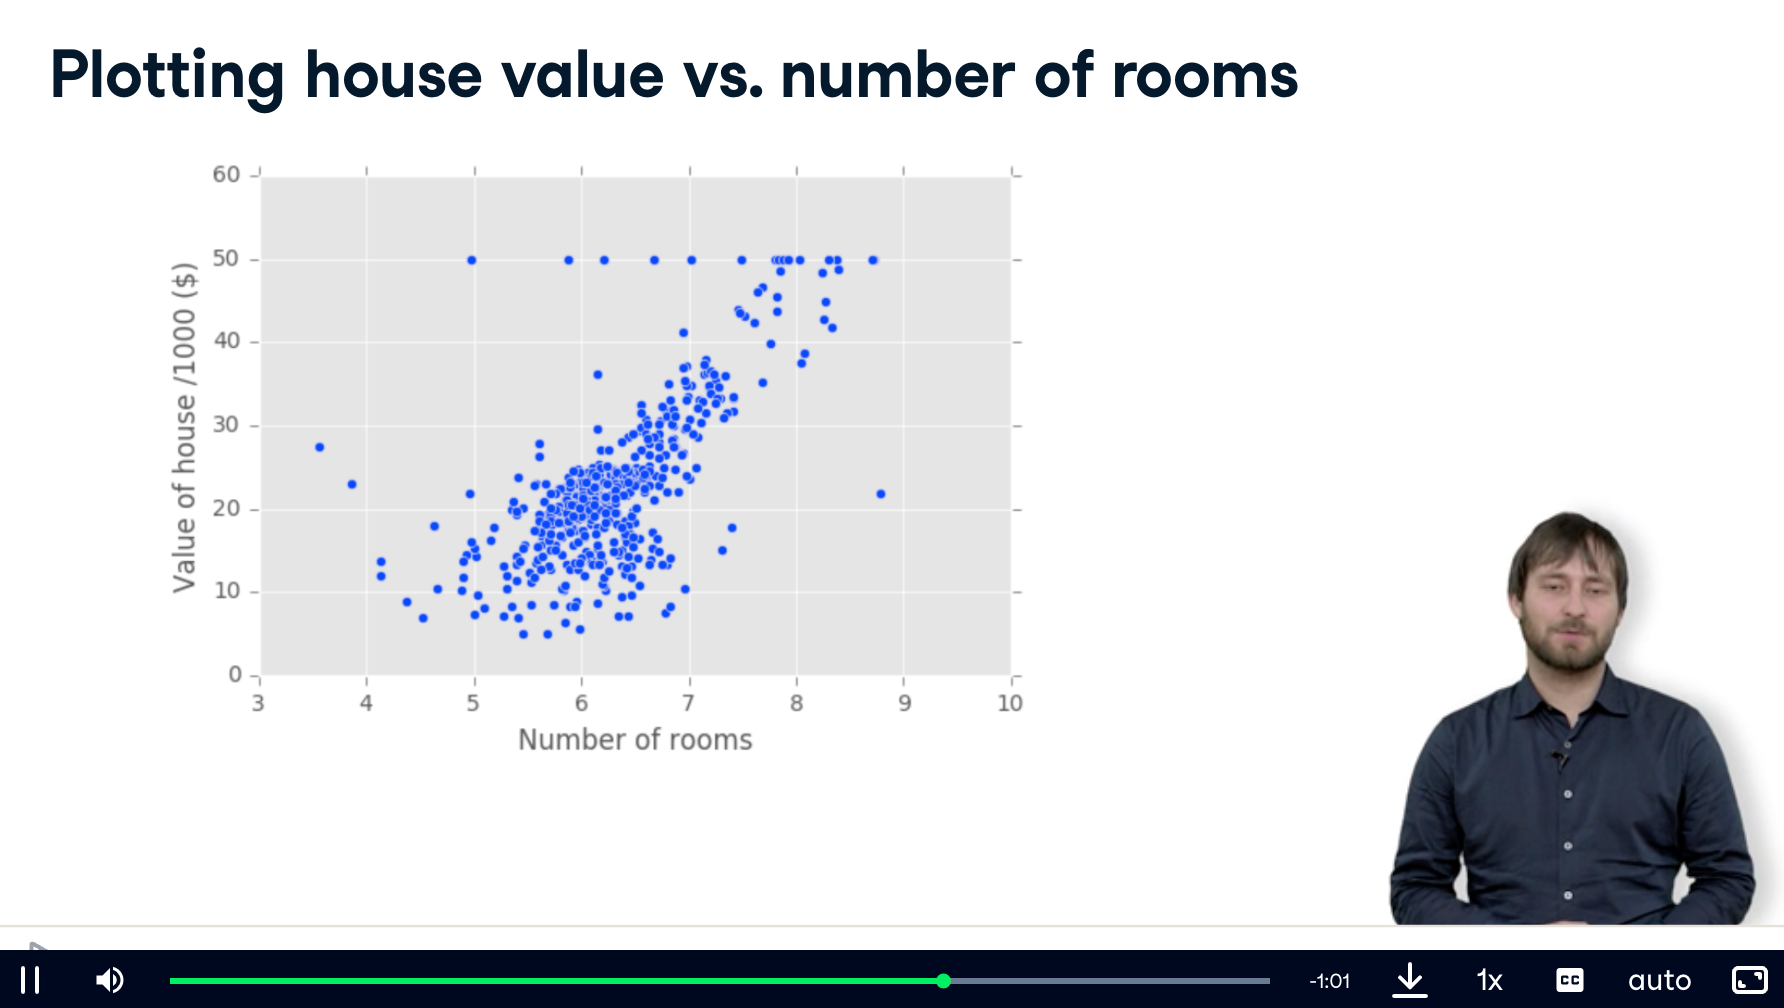 Plotting house value vs. number of rooms
60
50
40
30
20
10
0
Value of house /1000 ($)
3 4 5 6 7 8 9 10
Number of rooms
-1:01 1x CC auto